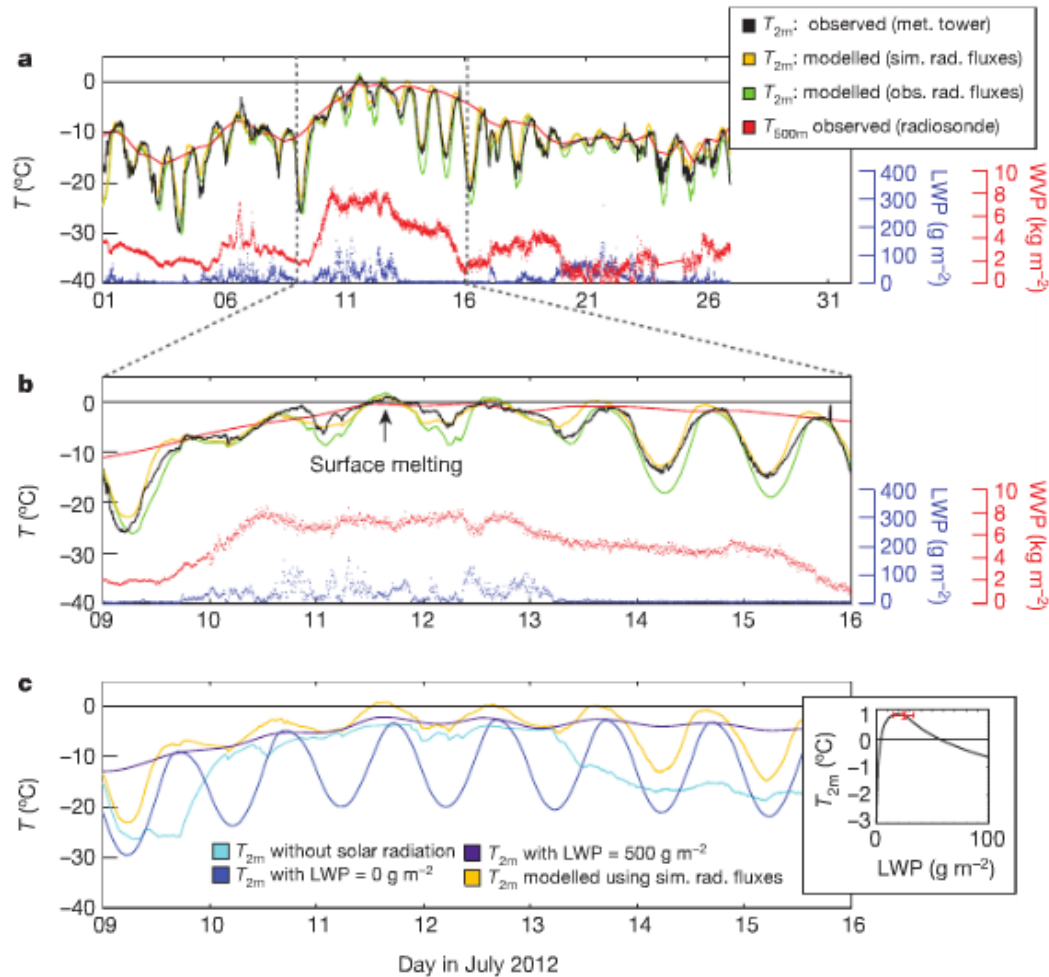 T2m: observed (met. tower)
T2m: modelled (sim. rad. fluxes)
T2m: modelled (obs. rad. fluxes)
T500m observed (radiosonde)
a
0
−10
−20
−30
−40
T (ºC)
400
300
200
100
0
LWP (g m−2)
10
8
6
4
2
0
WVP (kg m−2)
01 06 11 16 21 26 31
b
0
−10
−20
−30
−40
T (ºC)
Surface melting
400
300
200
100
0
LWP (g m−2)
10
8
6
4
2
0
WVP (kg m−2)
09 10 11 12 13 14 15 16
c
0
−10
−20
−30
−40
T (ºC)
T2m without solar radiation
T2m with LWP = 500 g m−2
T2m with LWP = 0 g m−2
T2m modelled using sim. rad. fluxes
1
0
−1
−3
T2m (ºC)
0 100
LWP (g m−2)
09 10 11 12 13 14 15 16
Day in July 2012